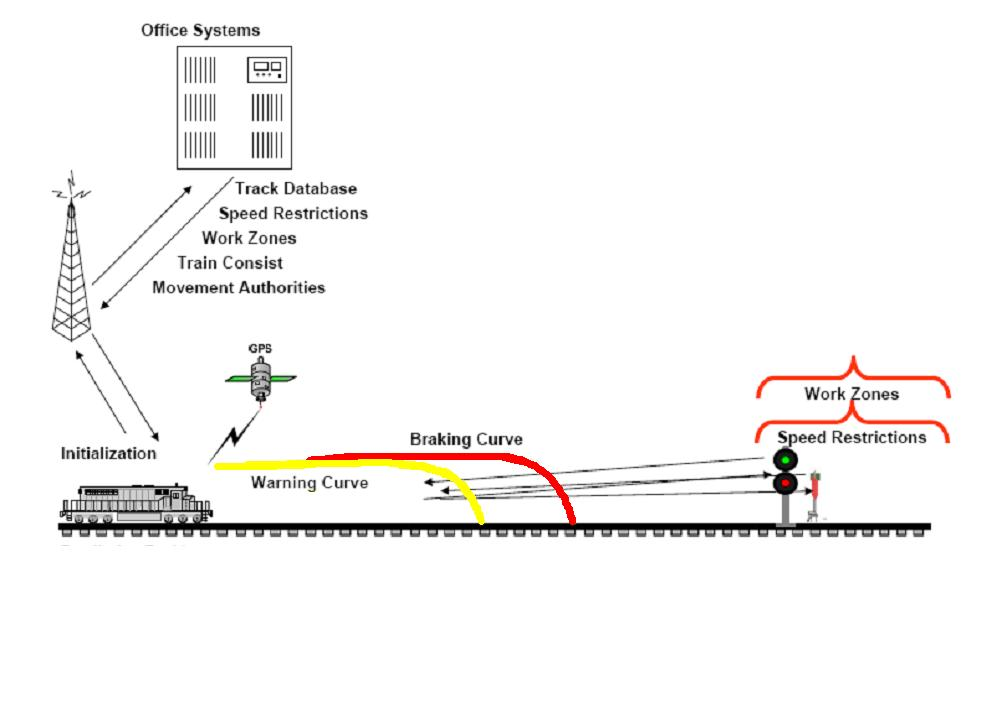 Office Systems
Track Database
Speed Restrictions
Work Zones
Train Consist
Movement Authorities
GPS
Work Zones
Braking Curve
Speed Restrictions
Initialization
Warning Curve